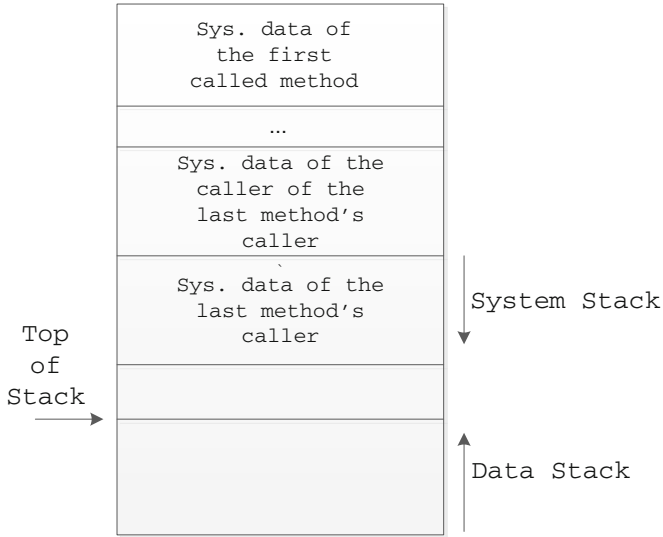 Sys. data of
the first
called method
...
Sys. data of the
caller of the
last method's
caller
`
Sys. data of the
last method's
caller
System Stack
Top
of
Stack
Data Stack